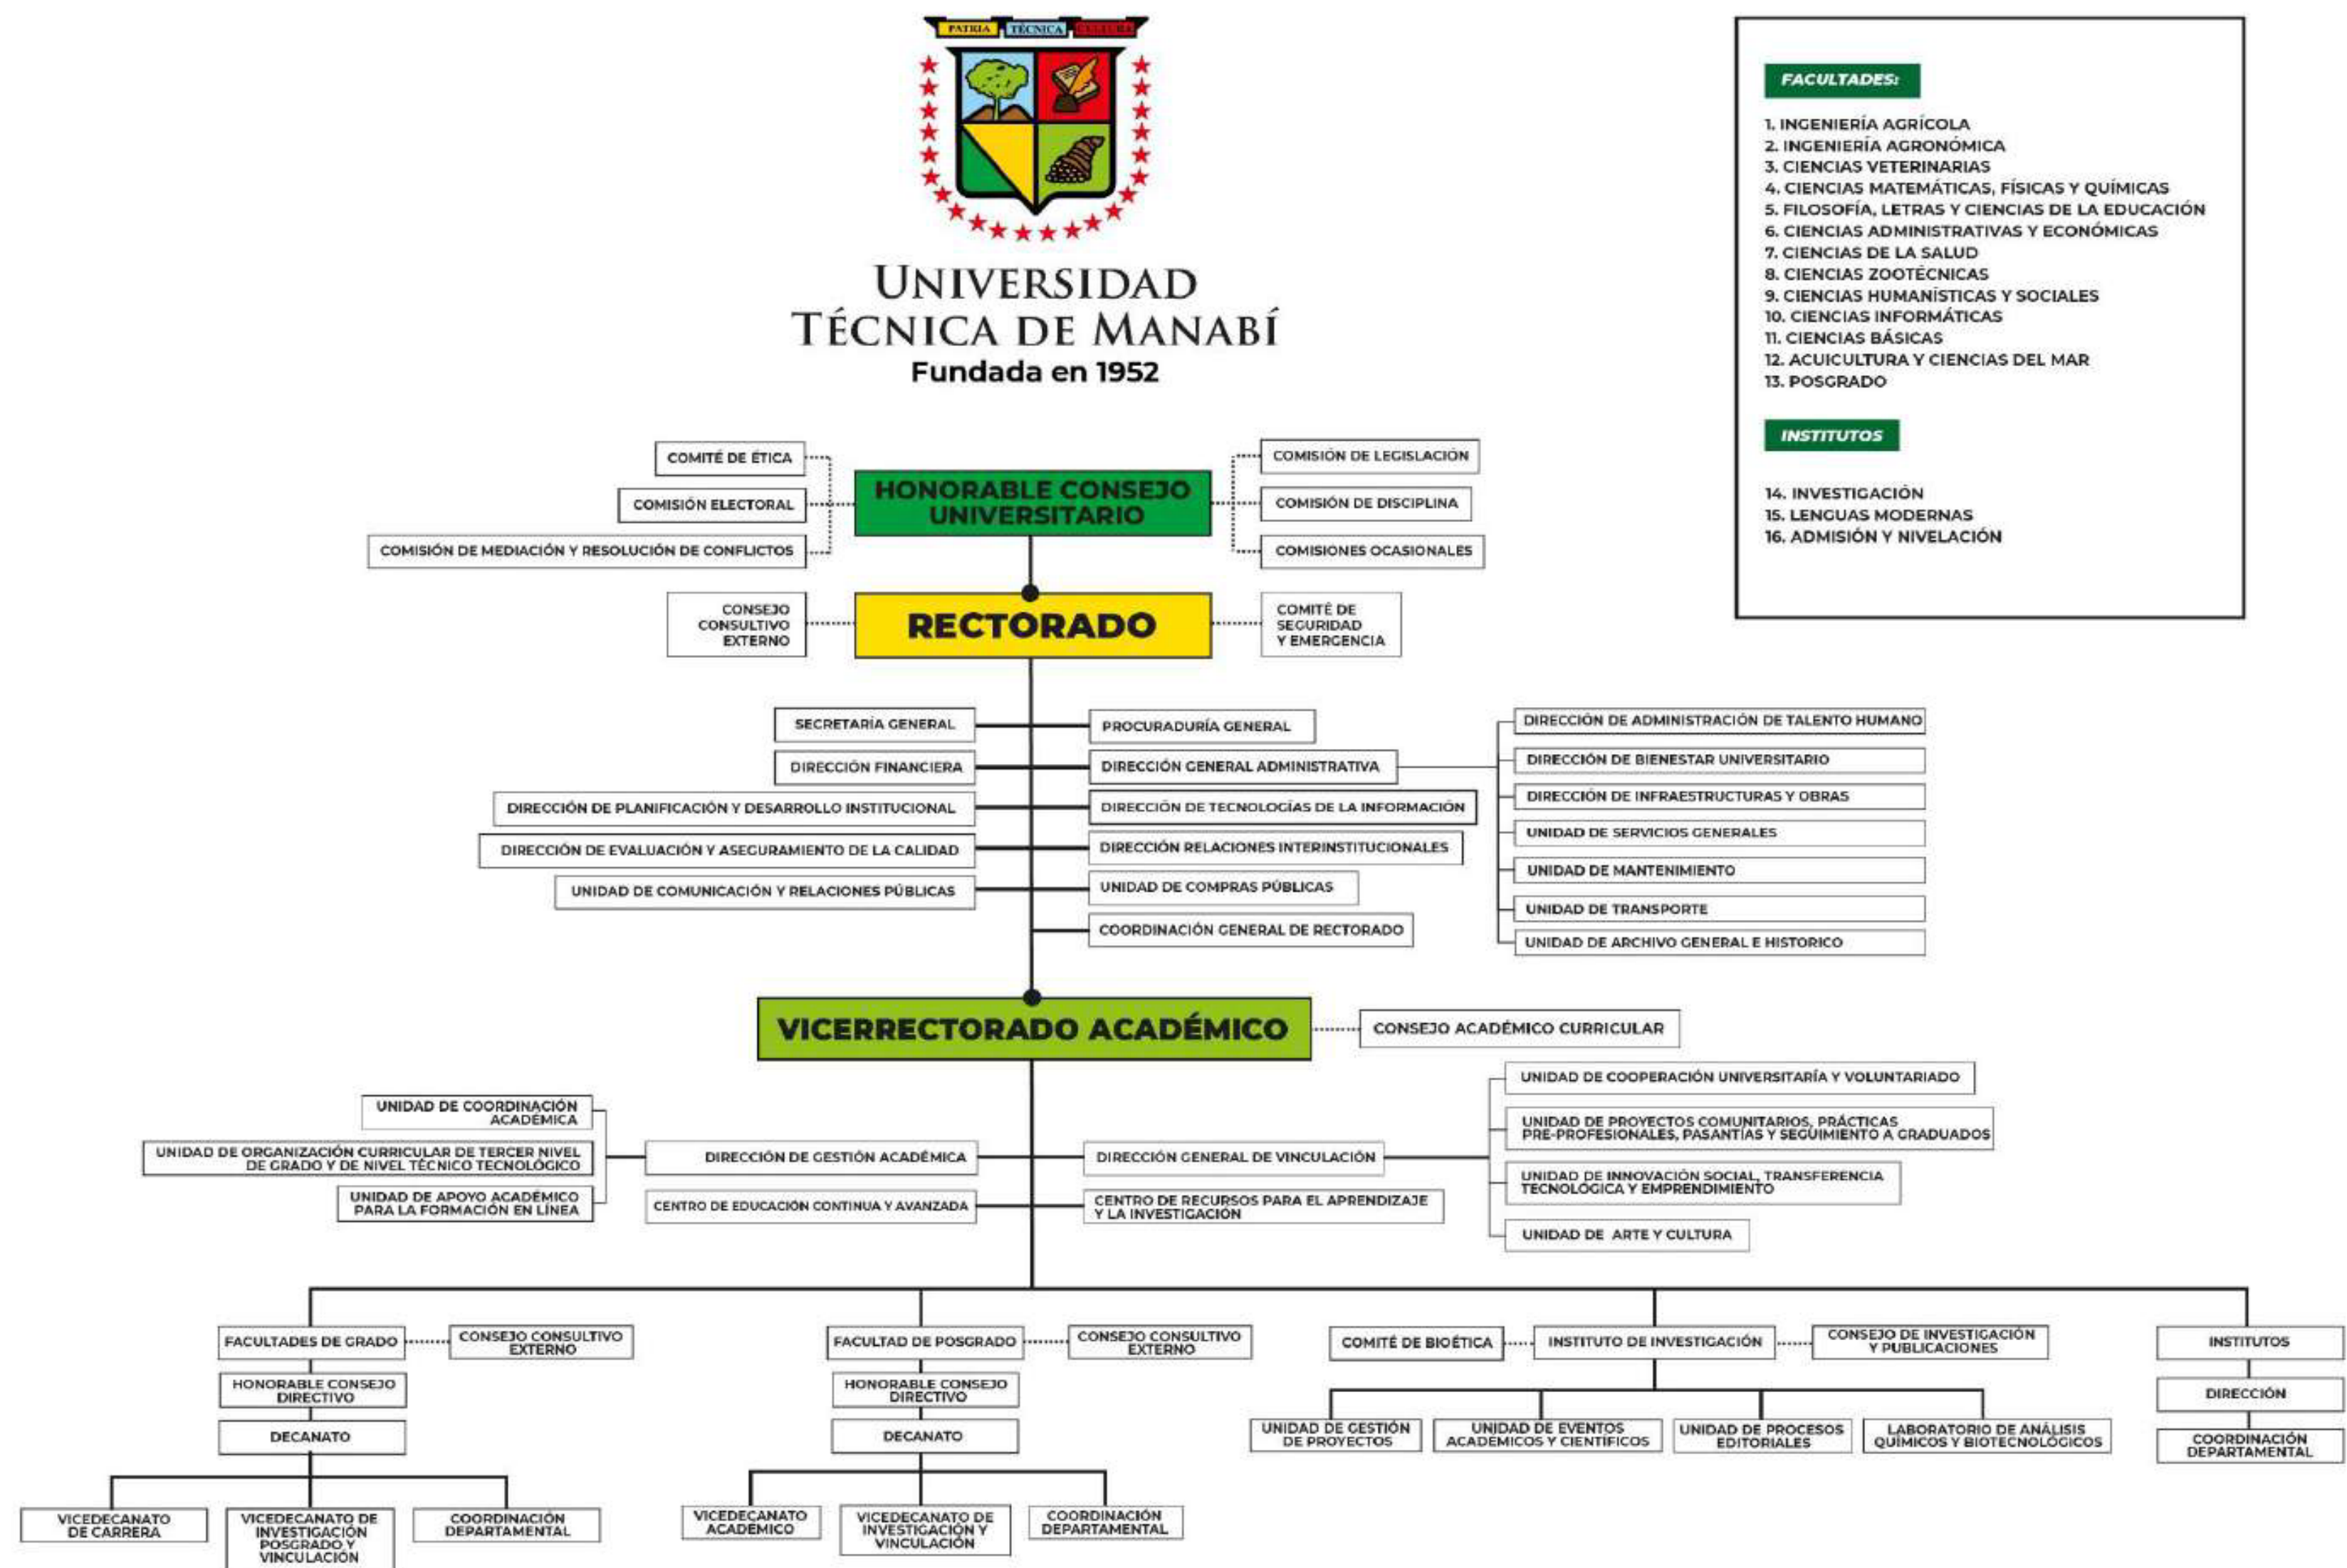 PATRIA TÉCNICA CULTURA
UNIVERSIDAD
TÉCNICA DE MANABÍ
Fundada en 1952
FACULTADES:
1. INGENIERÍA AGRÍCOLA
2. INGENIERÍA AGRONÓMICA
3. CIENCIAS VETERINARIAS
4. CIENCIAS MATEMÁTICAS, FÍSICAS Y QUÍMICAS
5. FILOSOFÍA, LETRAS Y CIENCIAS DE LA EDUCACIÓN
6. CIENCIAS ADMINISTRATIVAS Y ECONÓMICAS
7. CIENCIAS DE LA SALUD
8. CIENCIAS ZOOTÉCNICAS
9. CIENCIAS HUMANÍSTICAS Y SOCIALES
10. CIENCIAS INFORMÁTICAS
11. CIENCIAS BÁSICAS
12. ACUICULTURA Y CIENCIAS DEL MAR
13. POSGRADO
INSTITUTOS
14. INVESTIGACIÓN
15. LENGUAS MODERNAS
16. ADMISIÓN Y NIVELACIÓN
COMITÉ DE ÉTICA
COMISIÓN ELECTORAL
COMISIÓN DE MEDIACIÓN Y RESOLUCIÓN DE CONFLICTOS
HONORABLE CONSEJO
UNIVERSITARIO
COMISIÓN DE LEGISLACIÓN
COMISIÓN DE DISCIPLINA
COMISIONES OCASIONALES
CONSEJO
CONSULTIVO
EXTERNO
RECTORADO
COMITÉ DE
SEGURIDAD
Y EMERGENCIA
SECRETARÍA GENERAL
DIRECCIÓN FINANCIERA
DIRECCIÓN DE PLANIFICACIÓN Y DESARROLLO INSTITUCIONAL
DIRECCIÓN DE EVALUACIÓN Y ASEGURAMIENTO DE LA CALIDAD
UNIDAD DE COMUNICACIÓN Y RELACIONES PÚBLICAS
PROCURADURÍA GENERAL
DIRECCIÓN GENERAL ADMINISTRATIVA
DIRECCIÓN DE TECNOLOGÍAS DE LA INFORMACIÓN
DIRECCIÓN RELACIONES INTERINSTITUCIONALES
UNIDAD DE COMPRAS PÚBLICAS
COORDINACIÓN GENERAL DE RECTORADO
DIRECCIÓN DE ADMINISTRACIÓN DE TALENTO HUMANO
DIRECCIÓN DE BIENESTAR UNIVERSITARIO
DIRECCIÓN DE INFRAESTRUCTURAS Y OBRAS
UNIDAD DE SERVICIOS GENERALES
UNIDAD DE MANTENIMIENTO
UNIDAD DE TRANSPORTE
UNIDAD DE ARCHIVO GENERAL E HISTORICO
VICERRECTORADO ACADÉMICO
CONSEJO ACADÉMICO CURRICULAR
UNIDAD DE COORDINACIÓN
ACADÉMICA
UNIDAD DE ORGANIZACIÓN CURRICULAR DE TERCER NIVEL
DE GRADO Y DE NIVEL TÉCNICO TECNOLÓGICO
UNIDAD DE APOYO ACADÉMICO
PARA LA FORMACIÓN EN LÍNEA
DIRECCIÓN DE GESTIÓN ACADÉMICA
CENTRO DE EDUCACIÓN CONTINUA Y AVANZADA
DIRECCIÓN GENERAL DE VINCULACIÓN
CENTRO DE RECURSOS PARA EL APRENDIZAJE
Y LA INVESTIGACIÓN
UNIDAD DE COOPERACIÓN UNIVERSITARÍA Y VOLUNTARIADO
UNIDAD DE PROYECTOS COMUNITARIOS, PRÁCTICAS
PRE-PROFESIONALES, PASANTÍAS Y SEGUIMIENTO A GRADUADOS
UNIDAD DE INNOVACIÓN SOCIAL, TRANSFERENCIA
TECNOLÓGICA Y EMPRENDIMIENTO
UNIDAD DE ARTE Y CULTURA
FACULTADES DE GRADO
CONSEJO CONSULTIVO
EXTERNO
HONORABLE CONSEJO
DIRECTIVO
DECANATO
VICEDECANATO
DE CARRERA
VICEDECANATO DE
INVESTIGACIÓN
POSGRADO Y
VINCULACIÓN
COORDINACIÓN
DEPARTAMENTAL
FACULTAD DE POSGRADO
CONSEJO CONSULTIVO
EXTERNO
HONORABLE CONSEJO
DIRECTIVO
DECANATO
VICEDECANATO
ACADÉMICO
VICEDECANATO DE
INVESTIGACIÓN Y
VINCULACIÓN
COORDINACIÓN
DEPARTAMENTAL
COMITÉ DE BIOÉTICA
INSTITUTO DE INVESTIGACIÓN
CONSEJO DE INVESTIGACIÓN
Y PUBLICACIONES
UNIDAD DE GESTIÓN
DE PROYECTOS
UNIDAD DE EVENTOS
ACADÉMICOS Y CIENTÍFICOS
UNIDAD DE PROCESOS
EDITORIALES
LABORATORIO DE ANÁLISIS
QUÍMICOS Y BIOTECNOLÓGICOS
INSTITUTOS
DIRECCIÓN
COORDINACIÓN
DEPARTAMENTAL